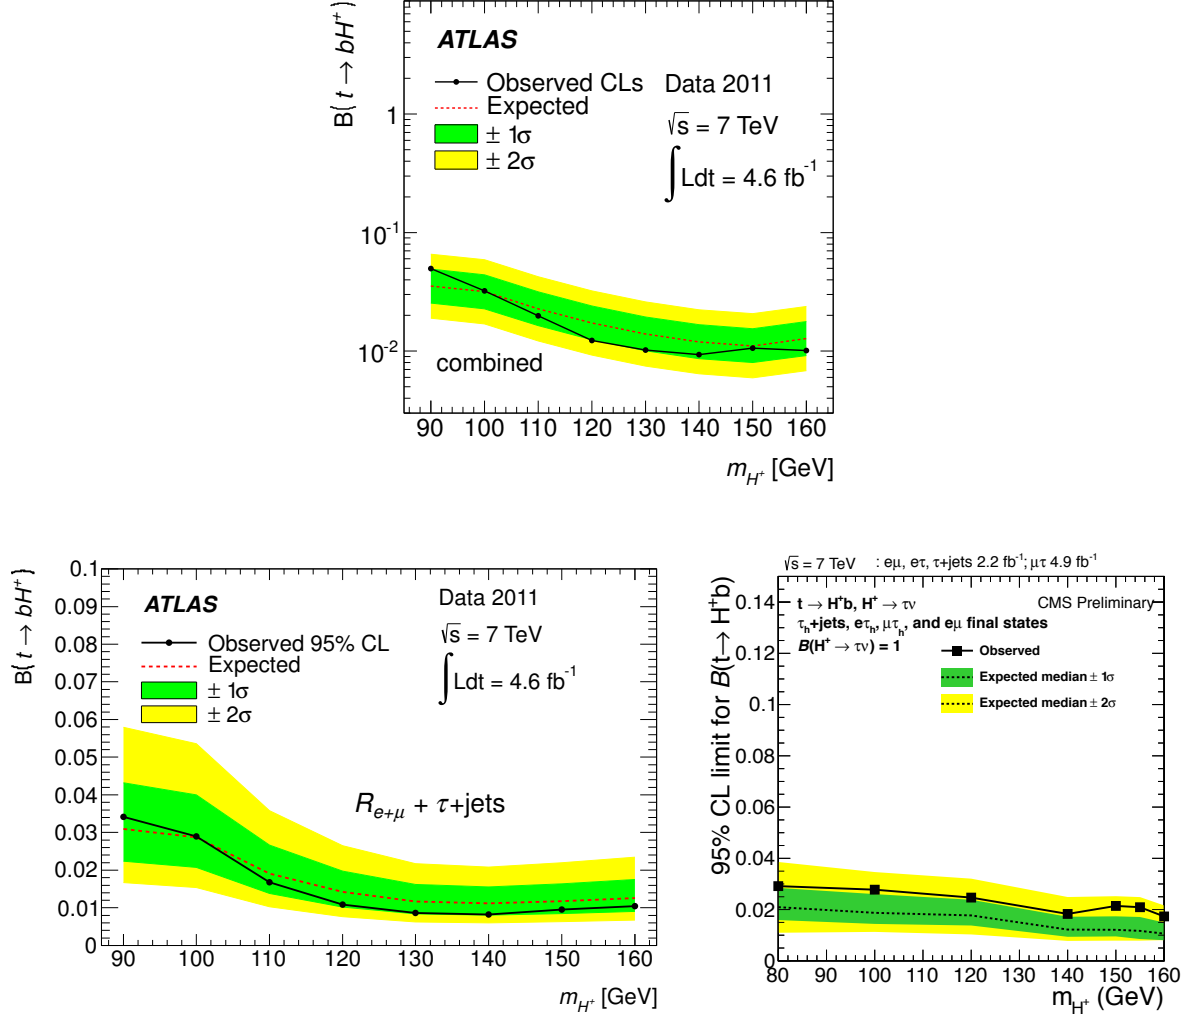 B(t → bH⁺)
ATLAS
Observed CLs
Expected
± 1σ
± 2σ
Data 2011
√s = 7 TeV
∫Ldt = 4.6 fb⁻¹
1
10⁻¹
10⁻²
combined
90 100 110 120 130 140 150 160
m_H⁺ [GeV]
B(t → bH⁺)
0.1
0.09
0.08
0.07
0.06
0.05
0.04
0.03
0.02
0.01
0
ATLAS
Observed 95% CL
Expected
± 1σ
± 2σ
Data 2011
√s = 7 TeV
∫Ldt = 4.6 fb⁻¹
R_e+μ + τ+jets
90 100 110 120 130 140 150 160
m_H⁺ [GeV]
√s = 7 TeV : eμ, eτ, τ+jets 2.2 fb⁻¹; μτ 4.9 fb⁻¹
95% CL limit for B(t→ H⁺b)
0.14
0.12
0.1
0.08
0.06
0.04
0.02
0
t → H⁺b, H⁺ → τν
CMS Preliminary
τ_h+jets, eτ_h, μτ_h, and eμ final states
B(H⁺ → τν) = 1
Observed
Expected median ± 1σ
Expected median ± 2σ
80 90 100 110 120 130 140 150 160
m_H⁺ (GeV)